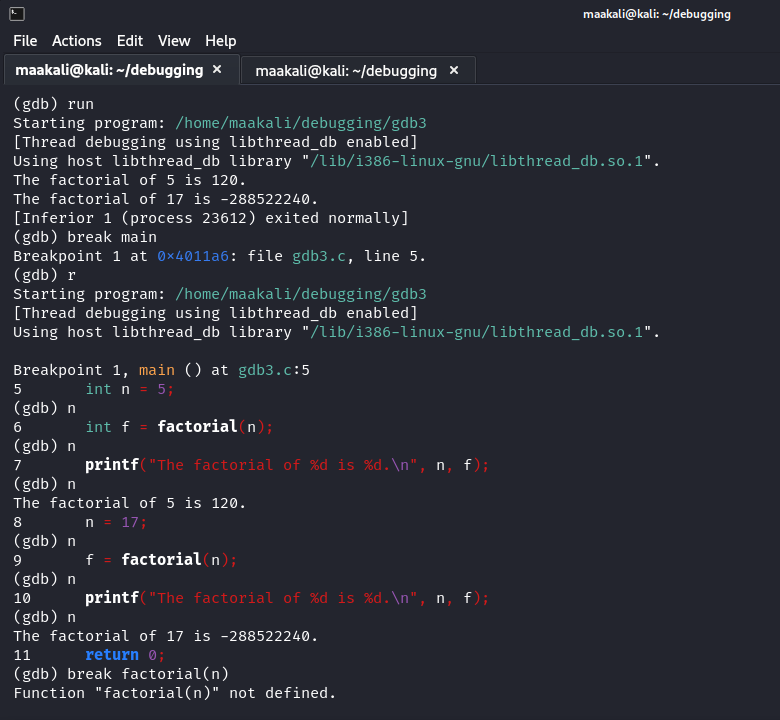 maakali@kali: ~/debugging
File Actions Edit View Help
maakali@kali: ~/debugging × maakali@kali: ~/debugging ×
(gdb) run
Starting program: /home/maakali/debugging/gdb3
[Thread debugging using libthread_db enabled]
Using host libthread_db library "/lib/i386-linux-gnu/libthread_db.so.1".
The factorial of 5 is 120.
The factorial of 17 is -288522240.
[Inferior 1 (process 23612) exited normally]
(gdb) break main
Breakpoint 1 at 0x4011a6: file gdb3.c, line 5.
(gdb) r
Starting program: /home/maakali/debugging/gdb3
[Thread debugging using libthread_db enabled]
Using host libthread_db library "/lib/i386-linux-gnu/libthread_db.so.1".
Breakpoint 1, main () at gdb3.c:5
5       int n = 5;
(gdb) n
6       int f = factorial(n);
(gdb) n
7       printf("The factorial of %d is %d.\n", n, f);
(gdb) n
The factorial of 5 is 120.
8       n = 17;
(gdb) n
9       f = factorial(n);
(gdb) n
10      printf("The factorial of %d is %d.\n", n, f);
(gdb) n
The factorial of 17 is -288522240.
11      return 0;
(gdb) break factorial(n)
Function "factorial(n)" not defined.